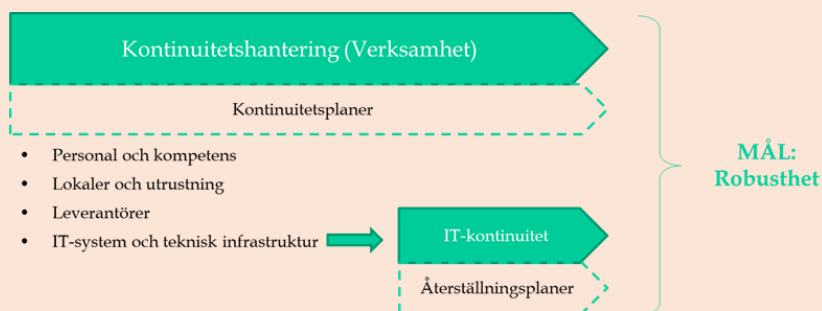 Kontinuitetshantering (Verksamhet)
Kontinuitetsplaner
• Personal och kompetens
• Lokaler och utrustning
• Leverantörer
• IT-system och teknisk infrastruktur
IT-kontinuitet
Återställningsplaner
MÅL:
Robusthet